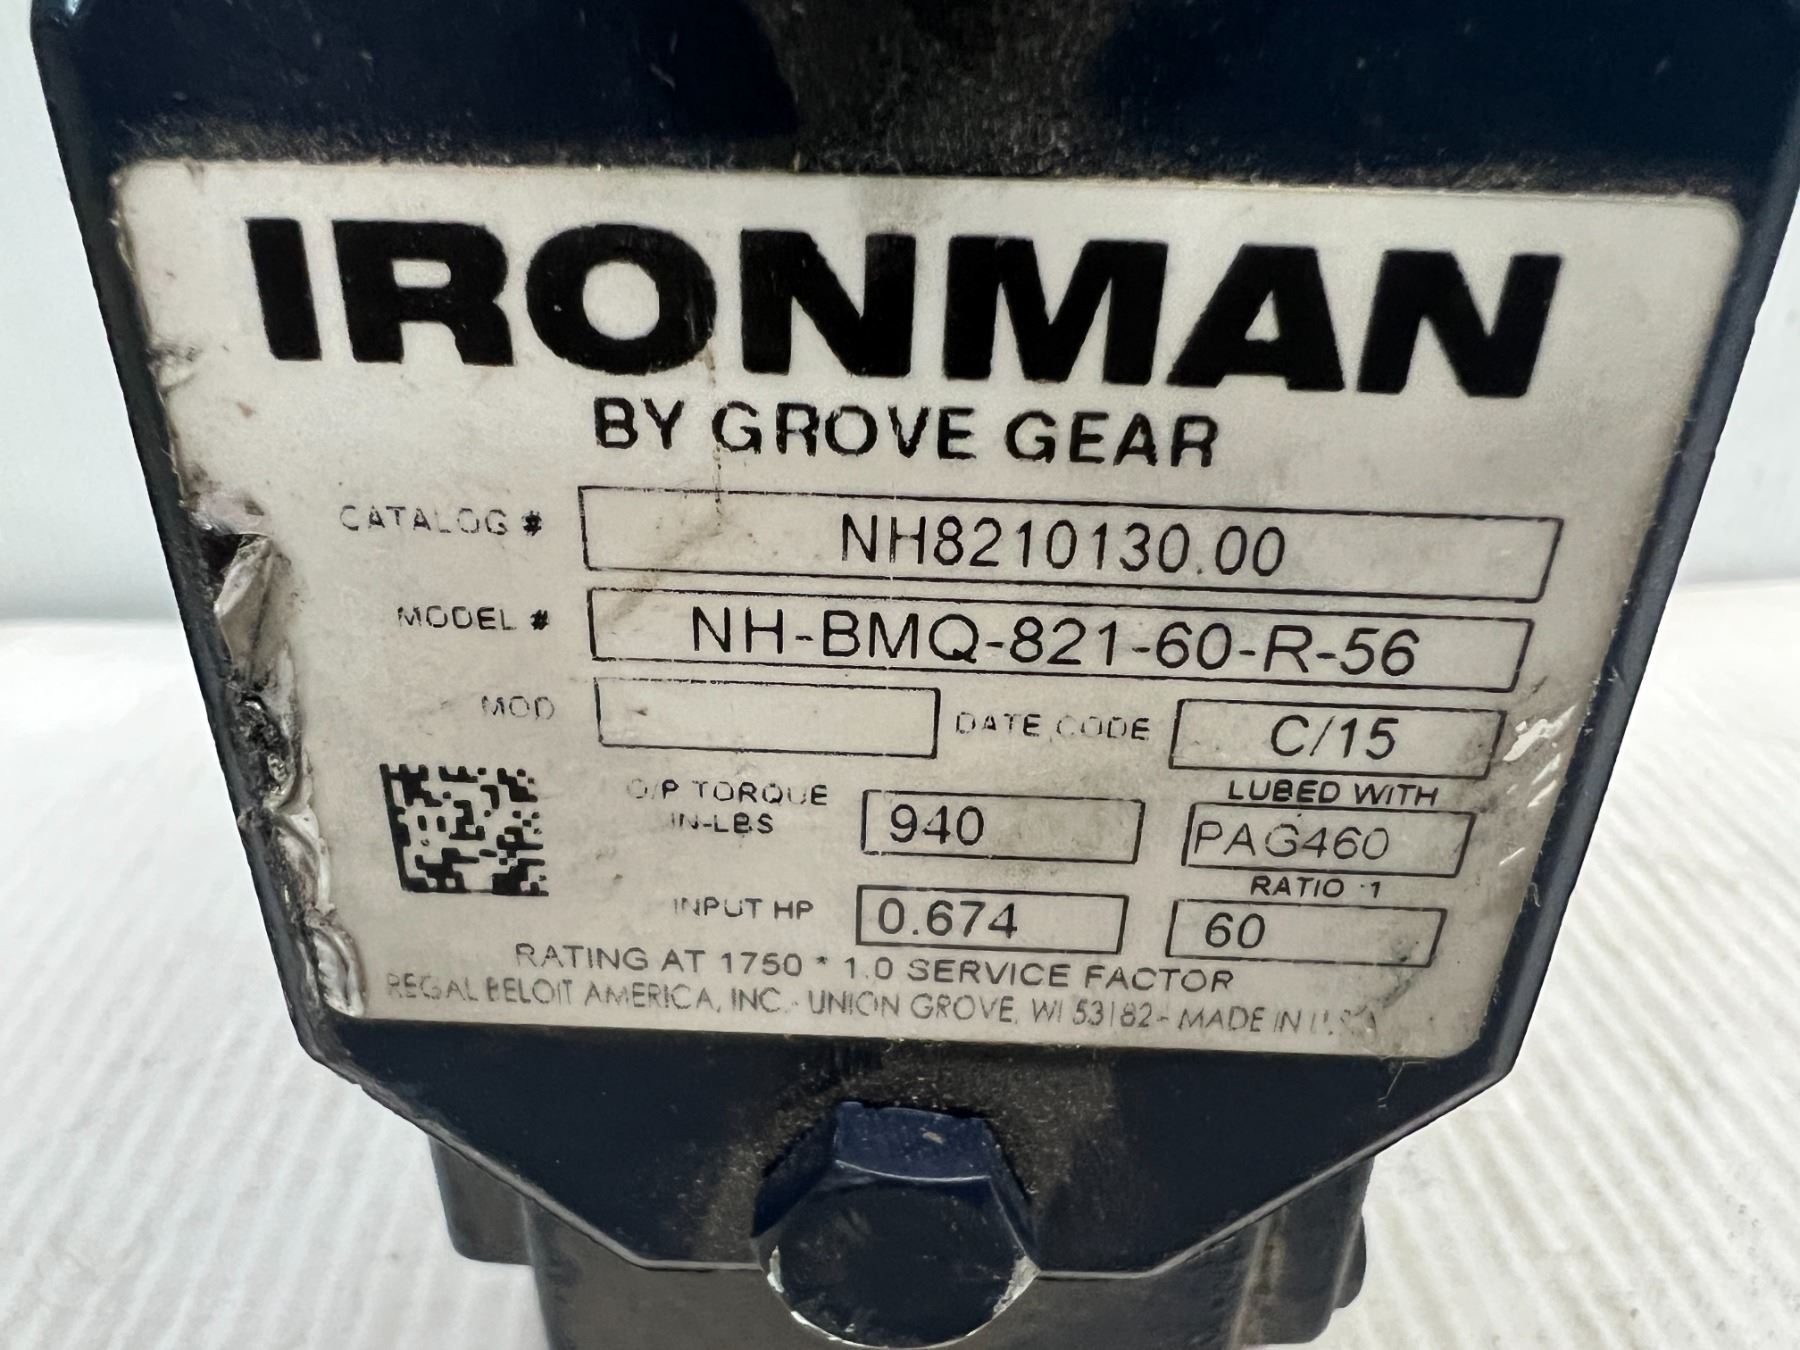 IRONMAN
BY GROVE GEAR
CATALOG # NH8210130.00
MODEL # NH-BMQ-821-60-R-56
MOD DATE CODE C/15
O/P TORQUE IN-LBS 940
LUBED WITH PAG460
INPUT HP 0.674
RATIO :1 60
RATING AT 1750 * 1.0 SERVICE FACTOR
REGAL BELOIT AMERICA, INC. - UNION GROVE, WI 53182 - MADE IN U.S.A